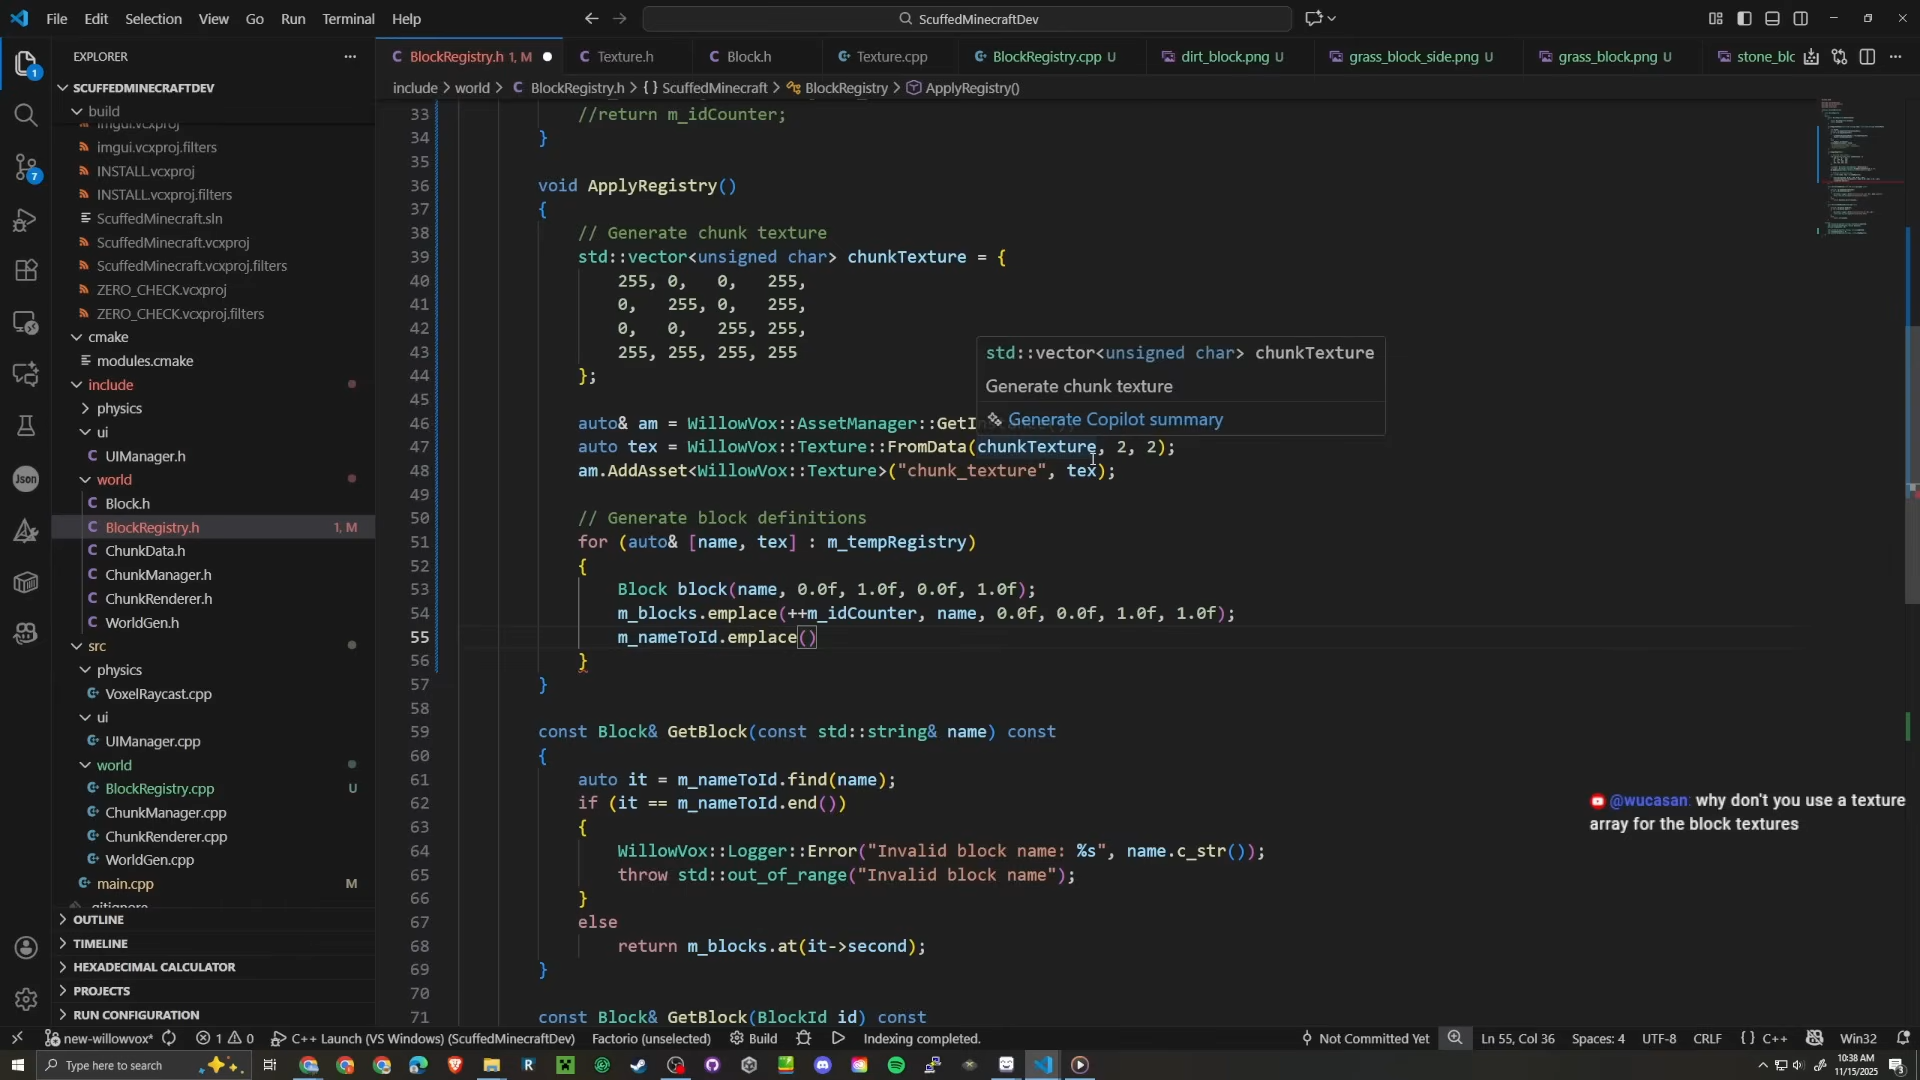 File Edit Selection View Go Run Terminal Help
ScuffedMinecraftDev
EXPLORER
BlockRegistry.h 1, M
Texture.h
Block.h
Texture.cpp
BlockRegistry.cpp U
dirt_block.png U
grass_block_side.png U
grass_block.png U
stone_blc
include > world > BlockRegistry.h > {} ScuffedMinecraft > BlockRegistry > ApplyRegistry()
SCUFFEDMINECRAFTDEV
build
imgui.vcxproj
imgui.vcxproj.filters
INSTALL.vcxproj
INSTALL.vcxproj.filters
ScuffedMinecraft.sln
ScuffedMinecraft.vcxproj
ScuffedMinecraft.vcxproj.filters
ZERO_CHECK.vcxproj
ZERO_CHECK.vcxproj.filters
cmake
modules.cmake
include
physics
ui
UIManager.h
world
Block.h
BlockRegistry.h 1, M
ChunkData.h
ChunkManager.h
ChunkRenderer.h
WorldGen.h
src
physics
VoxelRaycast.cpp
ui
UIManager.cpp
world
BlockRegistry.cpp U
ChunkManager.cpp
ChunkRenderer.cpp
WorldGen.cpp
main.cpp M
.gitignore
OUTLINE
TIMELINE
HEXADECIMAL CALCULATOR
PROJECTS
RUN CONFIGURATION
33 //return m_idCounter;
34 }
35
36 void ApplyRegistry()
37 {
38 // Generate chunk texture
39 std::vector<unsigned char> chunkTexture = {
40 255, 0, 0, 255,
41 0, 255, 0, 255,
42 0, 0, 255, 255,
43 255, 255, 255, 255
44 };
45
46 auto& am = WillowVox::AssetManager::GetIn
47 auto tex = WillowVox::Texture::FromData(chunkTexture, 2, 2);
48 am.AddAsset<WillowVox::Texture>("chunk_texture", tex);
49
50 // Generate block definitions
51 for (auto& [name, tex] : m_tempRegistry)
52 {
53 Block block(name, 0.0f, 1.0f, 0.0f, 1.0f);
54 m_blocks.emplace(++m_idCounter, name, 0.0f, 0.0f, 1.0f, 1.0f);
55 m_nameToId.emplace()
56 }
57 }
58
59 const Block& GetBlock(const std::string& name) const
60 {
61 auto it = m_nameToId.find(name);
62 if (it == m_nameToId.end())
63 {
64 WillowVox::Logger::Error("Invalid block name: %s", name.c_str());
65 throw std::out_of_range("Invalid block name");
66 }
67 else
68 return m_blocks.at(it->second);
69 }
70
71 const Block& GetBlock(BlockId id) const
std::vector<unsigned char> chunkTexture
Generate chunk texture
Generate Copilot summary
@wucasan: why don't you use a texture
array for the block textures
1
7
Json
new-willowvox* 1 0 C++ Launch (VS Windows) (ScuffedMinecraftDev) Factorio (unselected) Build Indexing completed. Not Committed Yet Ln 55, Col 36 Spaces: 4 UTF-8 CRLF {} C++ Win32
Type here to search
10:38 AM
11/15/2025
3